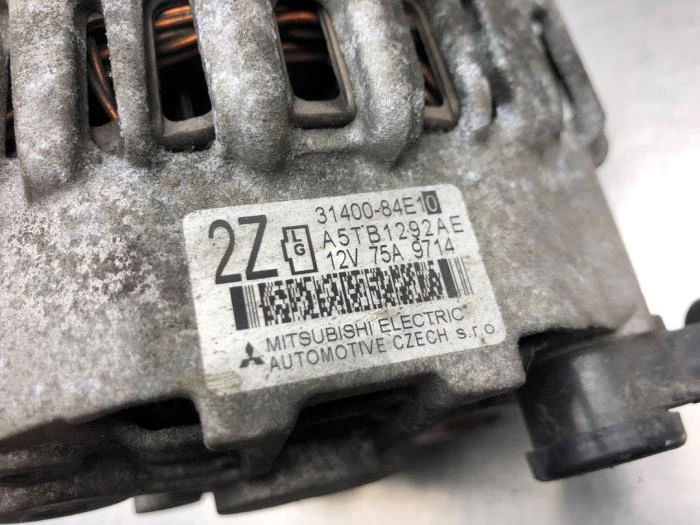 2Z
L
G
31400-84E10
A5TB1292AE
12V 75A 9714
MITSUBISHI ELECTRIC
AUTOMOTIVE CZECH s.r.o